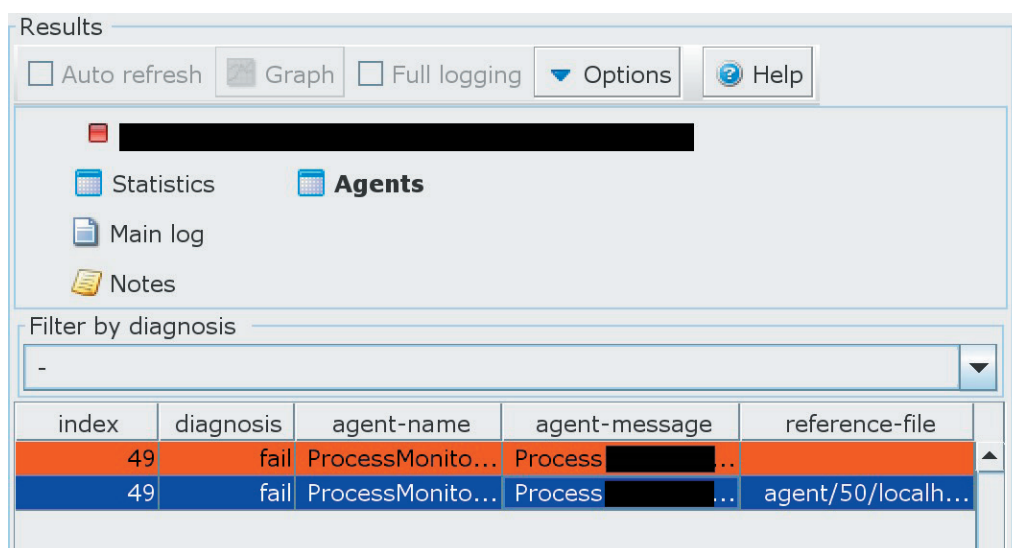 Results
Auto refresh Graph Full logging Options Help
Statistics Agents
Main log
Notes
Filter by diagnosis
-
index diagnosis agent-name agent-message reference-file
49 fail ProcessMonito... Process ...
49 fail ProcessMonito... Process ... agent/50/localh...